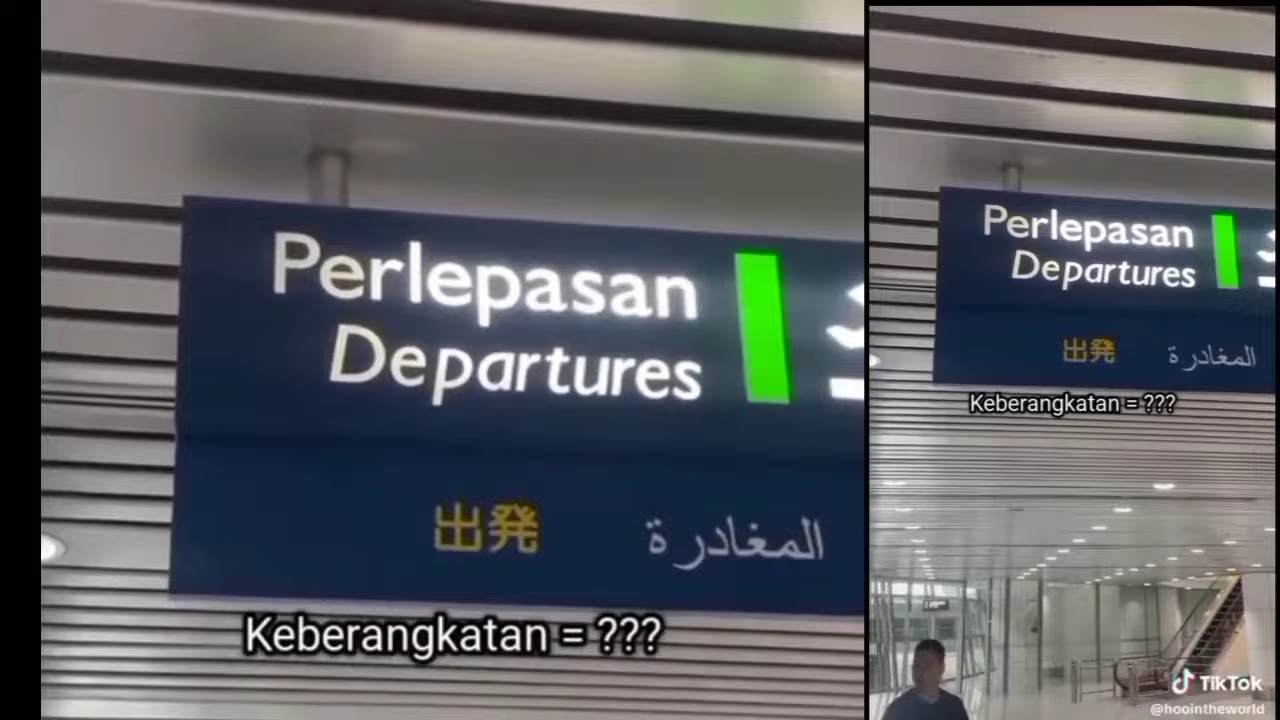 Perlepasan
Departures
出発 المغادرة
Keberangkatan = ???
Perlepasan
Departures
出発 المغادرة
Keberangkatan = ???
TikTok
@hoointheworld